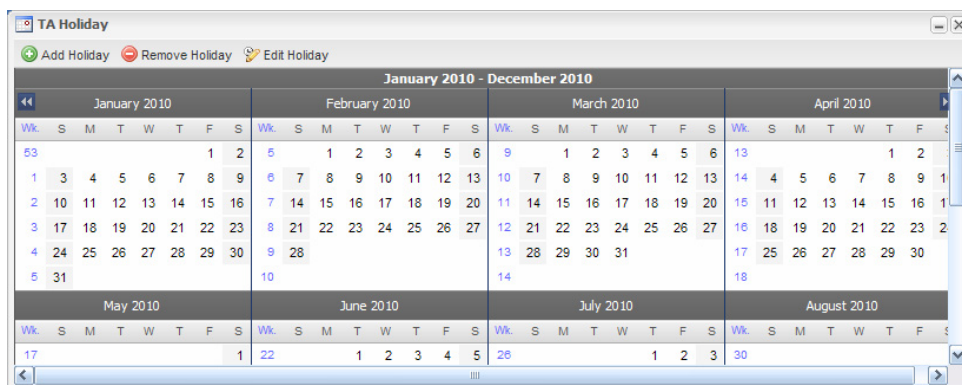 TA Holiday
Add Holiday Remove Holiday Edit Holiday
January 2010 - December 2010
January 2010 February 2010 March 2010 April 2010
Wk. S M T W T F S Wk. S M T W T F S Wk. S M T W T F S Wk. S M T W T F S
53 1 2 5 1 2 3 4 5 6 9 1 2 3 4 5 6 13 1 2
1 3 4 5 6 7 8 9 6 7 8 9 10 11 12 13 10 7 8 9 10 11 12 13 14 4 5 6 7 8 9
2 10 11 12 13 14 15 16 7 14 15 16 17 18 19 20 11 14 15 16 17 18 19 20 15 11 12 13 14 15 16
3 17 18 19 20 21 22 23 8 21 22 23 24 25 26 27 12 21 22 23 24 25 26 27 16 18 19 20 21 22 23
4 24 25 26 27 28 29 30 9 28 13 28 29 30 31 17 25 26 27 28 29 30
5 31 10 14 18
May 2010 June 2010 July 2010 August 2010
Wk. S M T W T F S Wk. S M T W T F S Wk. S M T W T F S Wk. S M T W T F S
17 1 22 1 2 3 4 5 26 1 2 3 30